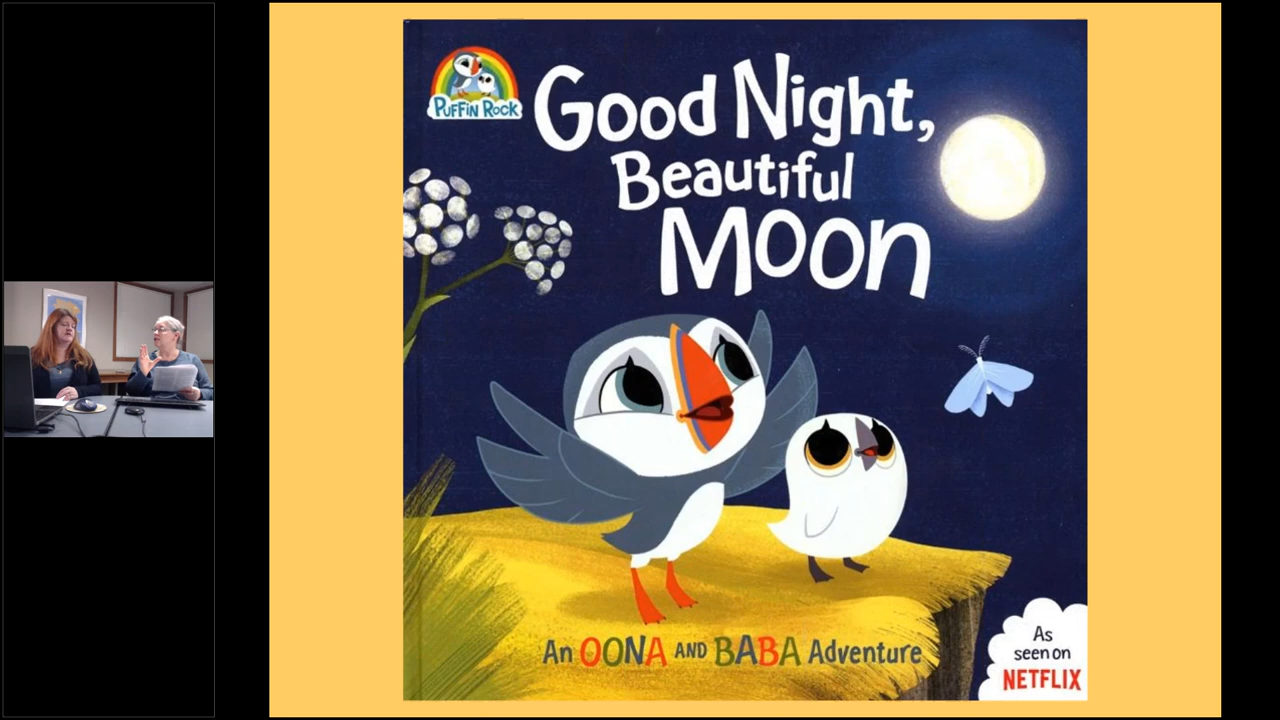 PUFFIN ROCK
Good Night,
Beautiful
Moon
An OONA AND BABA Adventure
As
seen on
NETFLIX